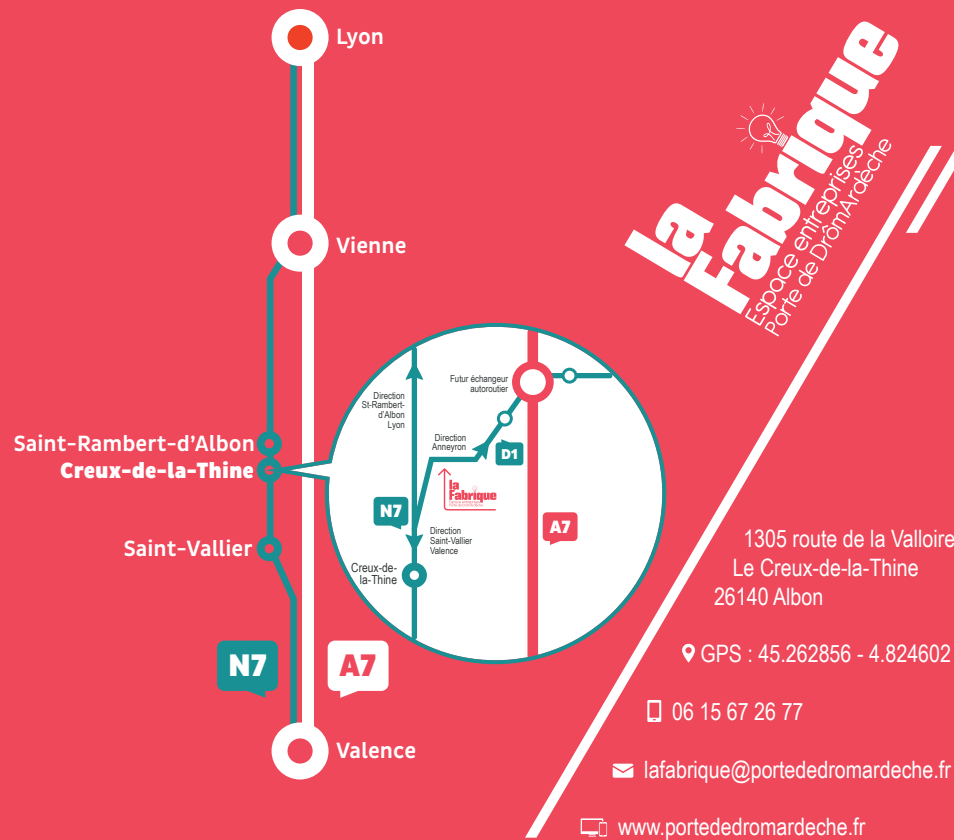 Lyon
Vienne
Saint-Rambert-d'Albon
Creux-de-la-Thine
Saint-Vallier
N7
A7
Valence
Futur échangeur
autoroutier
Direction
St-Rambert-
d'Albon
Lyon
Direction
Anneyron
D1
la
Fabrique
N7
A7
Direction
Saint-Vallier
Valence
Creux-de-
la-Thine
la
Fabrique
Espace entreprises
Porte de DrômArdèche
1305 route de la Valloire
Le Creux-de-la-Thine
26140 Albon
GPS : 45.262856 - 4.824602
06 15 67 26 77
lafabrique@portededromardeche.fr
www.portededromardeche.fr